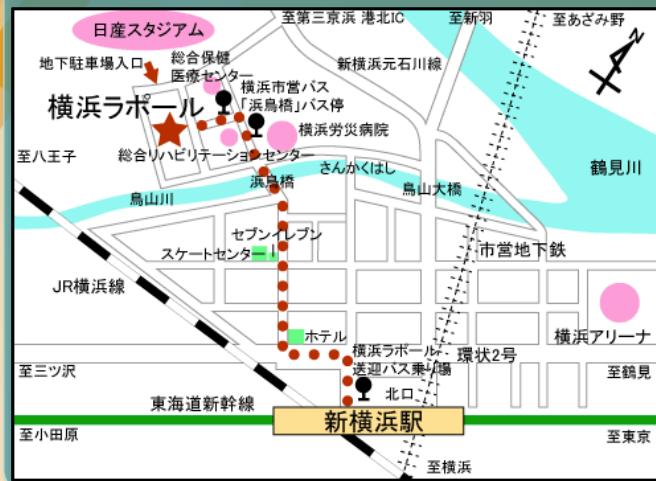 日産スタジアム
至第三京浜 港北IC
至新羽
至あざみ野
地下駐車場入口
総合保健
医療センター
新横浜元石川線
N
横浜市営バス
「浜鳥橋」バス停
横浜ラポール
横浜労災病院
至八王子
総合リハビリテーションセンター
さんかくはし
鶴見川
浜鳥橋
鳥山川
鳥山大橋
セブンイレブン
スケートセンター
市営地下鉄
JR横浜線
ホテル
横浜アリーナ
横浜ラポール
送迎バス乗り場
環状2号
至三ツ沢
至鶴見
北口
東海道新幹線
新横浜駅
至小田原
至東京
至横浜